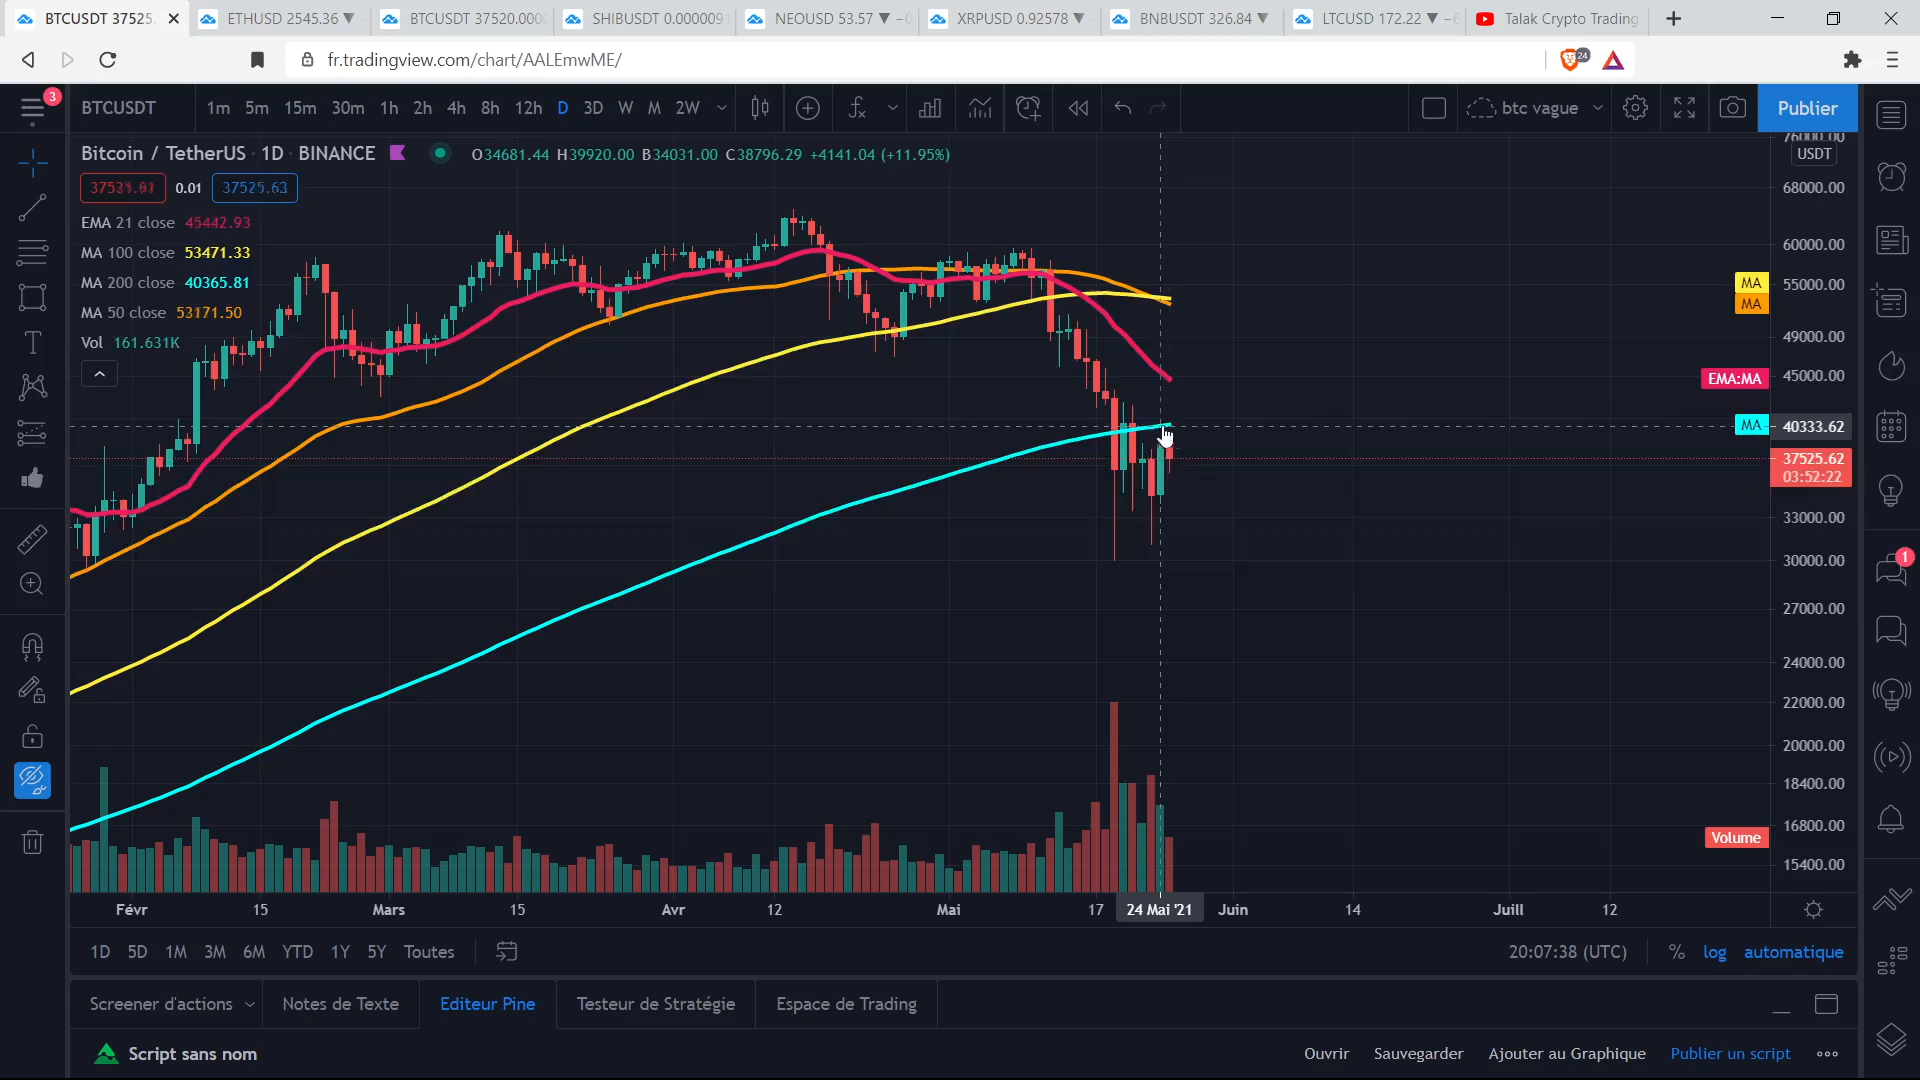 BTCUSDT 37525.
ETHUSD 2545.36 ▼
BTCUSDT 37520.000
SHIBUSDT 0.0000091
NEOUSD 53.57 ▼
XRPUSD 0.92578 ▼
BNBUSDT 326.84 ▼
LTCUSD 172.22 ▼
Talak Crypto Trading
fr.tradingview.com/chart/AALEmwME/
24
3
BTCUSDT
1m 5m 15m 30m 1h 2h 4h 8h 12h D 3D W M 2W
btc vague
Publier
Bitcoin / TetherUS · 1D · BINANCE
O34681.44 H39920.00 B34031.00 C38796.29 +4141.04 (+11.95%)
0.01
37525.63
EMA 21 close 45442.93
MA 100 close 53471.33
MA 200 close 40365.81
MA 50 close 53171.50
Vol 161.631K
76000.00
USDT
68000.00
60000.00
MA
55000.00
MA
49000.00
EMA:MA
45000.00
MA
40333.62
37525.62
03:52:22
33000.00
30000.00
27000.00
24000.00
22000.00
20000.00
18400.00
16800.00
Volume
15400.00
1
Févr 15 Mars 15 Avr 12 Mai 17 24 Mai '21 Juin 14 Juill 12
1D 5D 1M 3M 6M YTD 1Y 5Y Toutes
20:07:38 (UTC)
% log automatique
Screener d'actions
Notes de Texte
Editeur Pine
Testeur de Stratégie
Espace de Trading
Script sans nom
Ouvrir
Sauvegarder
Ajouter au Graphique
Publier un script